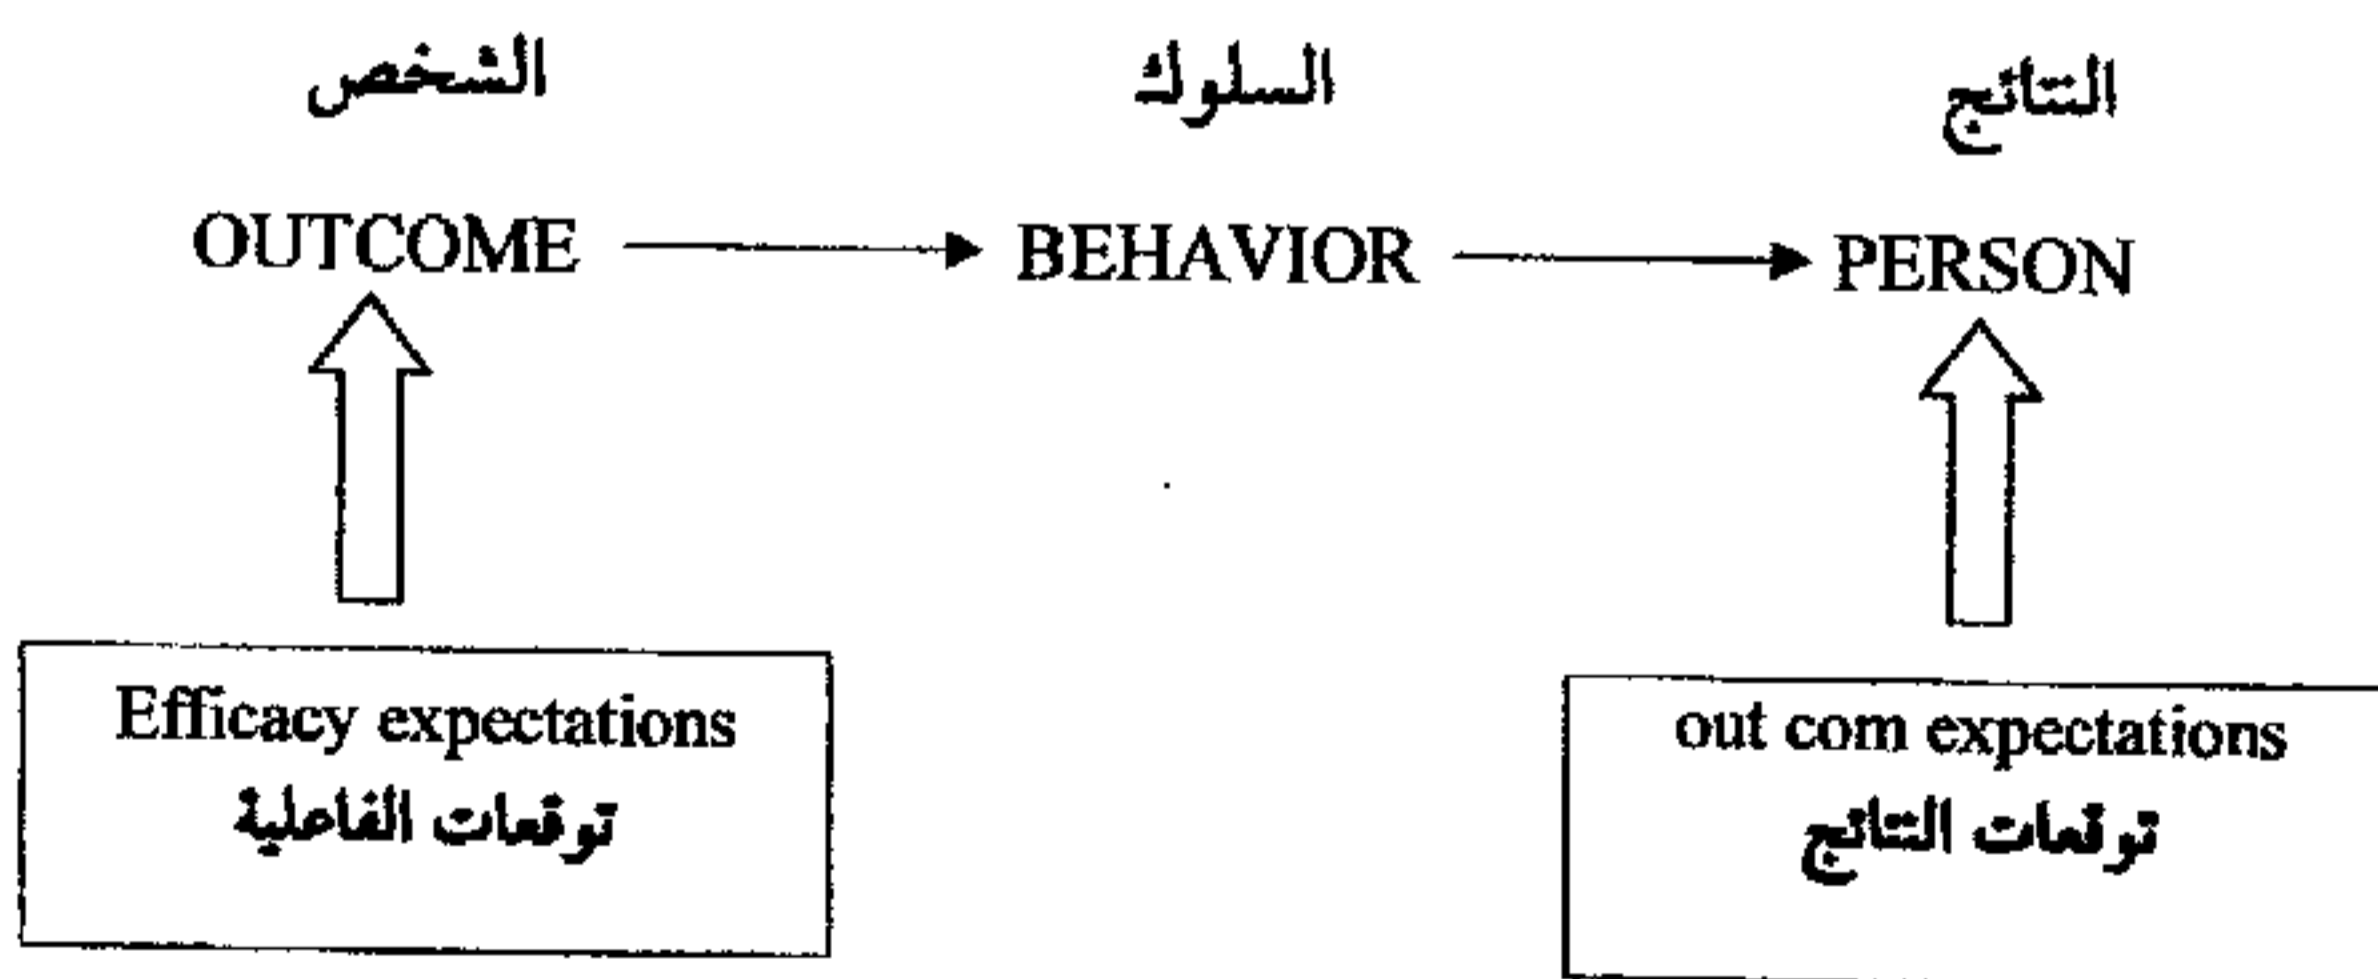 الشخص
السلوك
النتائج
OUTCOME
BEHAVIOR
PERSON
Efficacy expectations
توقعات الفاعلية
out com expectations
توقعات النتائج